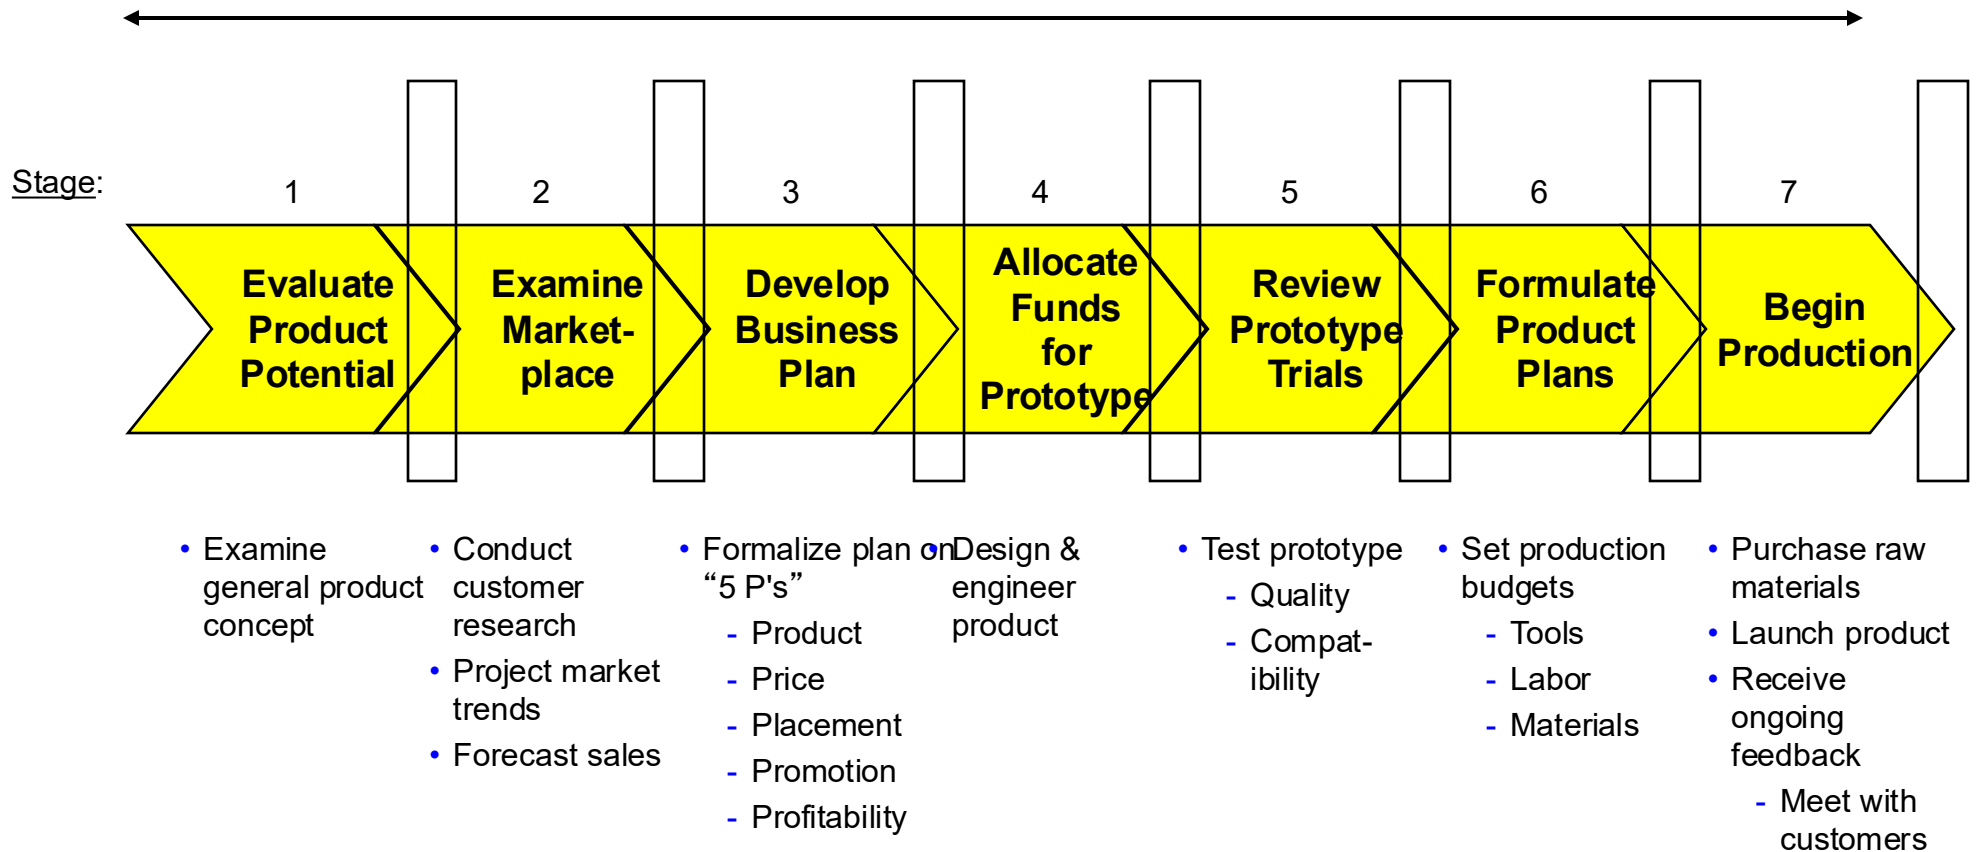 Stage:
1
2
3
4
5
6
7
Evaluate
Product
Potential
Examine
Market-
place
Develop
Business
Plan
Allocate
Funds
for
Prototype
Review
Prototype
Trials
Formulate
Product
Plans
Begin
Production
• Examine
general product
concept
• Conduct
customer
research
• Project market
trends
• Forecast sales
• Formalize plan on
“5 P's”
- Product
- Price
- Placement
- Promotion
- Profitability
• Design &
engineer
product
• Test prototype
- Quality
- Compat-
ibility
• Set production
budgets
- Tools
- Labor
- Materials
• Purchase raw
materials
• Launch product
• Receive
ongoing
feedback
- Meet with
customers